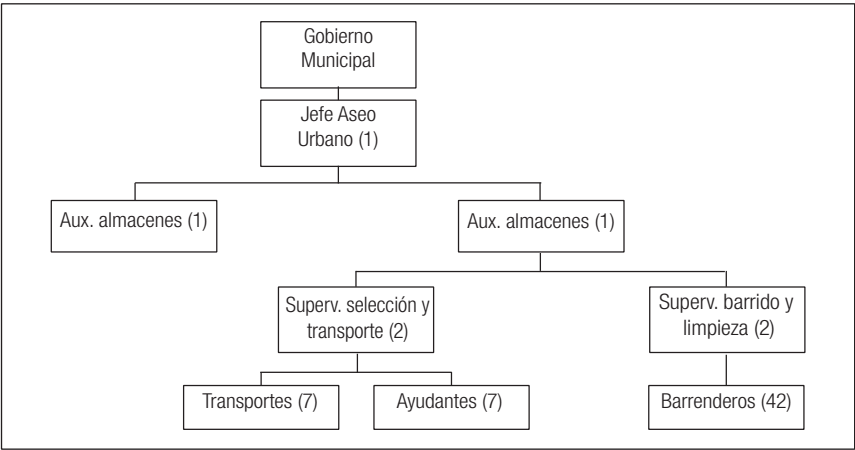 Gobierno
Municipal
Jefe Aseo
Urbano (1)
Aux. almacenes (1)
Aux. almacenes (1)
Superv. selección y
transporte (2)
Superv. barrido y
limpieza (2)
Transportes (7)
Ayudantes (7)
Barrenderos (42)